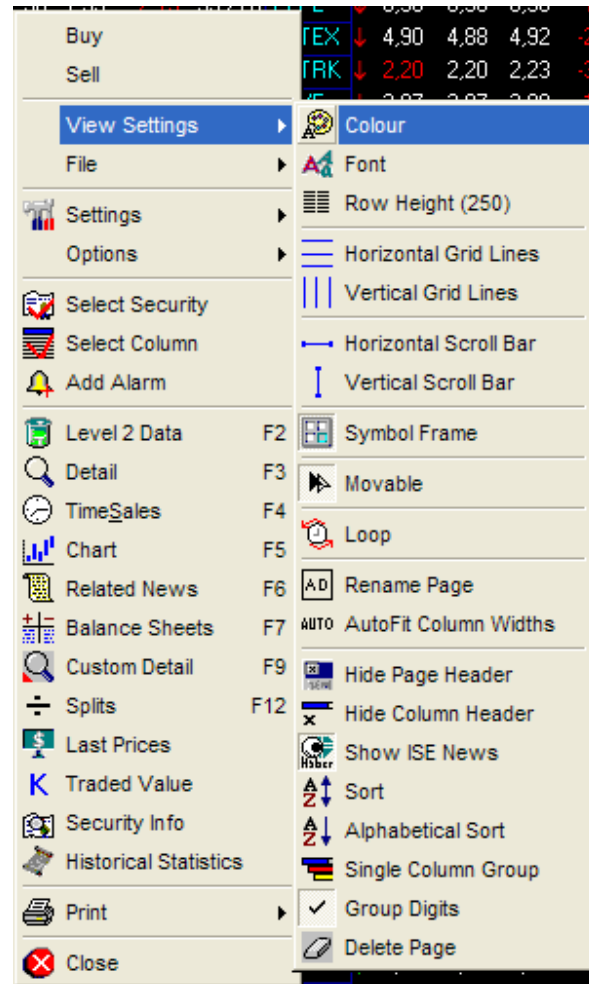 TEX 4,90 4,88 4,92
TRK 2,20 2,20 2,23
Buy
Sell
View Settings
File
Settings
Options
Select Security
Select Column
Add Alarm
Level 2 Data F2
Detail F3
TimeSales F4
Chart F5
Related News F6
Balance Sheets F7
Custom Detail F9
Splits F12
Last Prices
K Traded Value
Security Info
Historical Statistics
Print
Close
Colour
Font
Row Height (250)
Horizontal Grid Lines
Vertical Grid Lines
Horizontal Scroll Bar
Vertical Scroll Bar
Symbol Frame
Movable
Loop
AD Rename Page
AUTO AutoFit Column Widths
Hide Page Header
Hide Column Header
Haber Show ISE News
AZ Sort
AZ Alphabetical Sort
Single Column Group
Group Digits
Delete Page